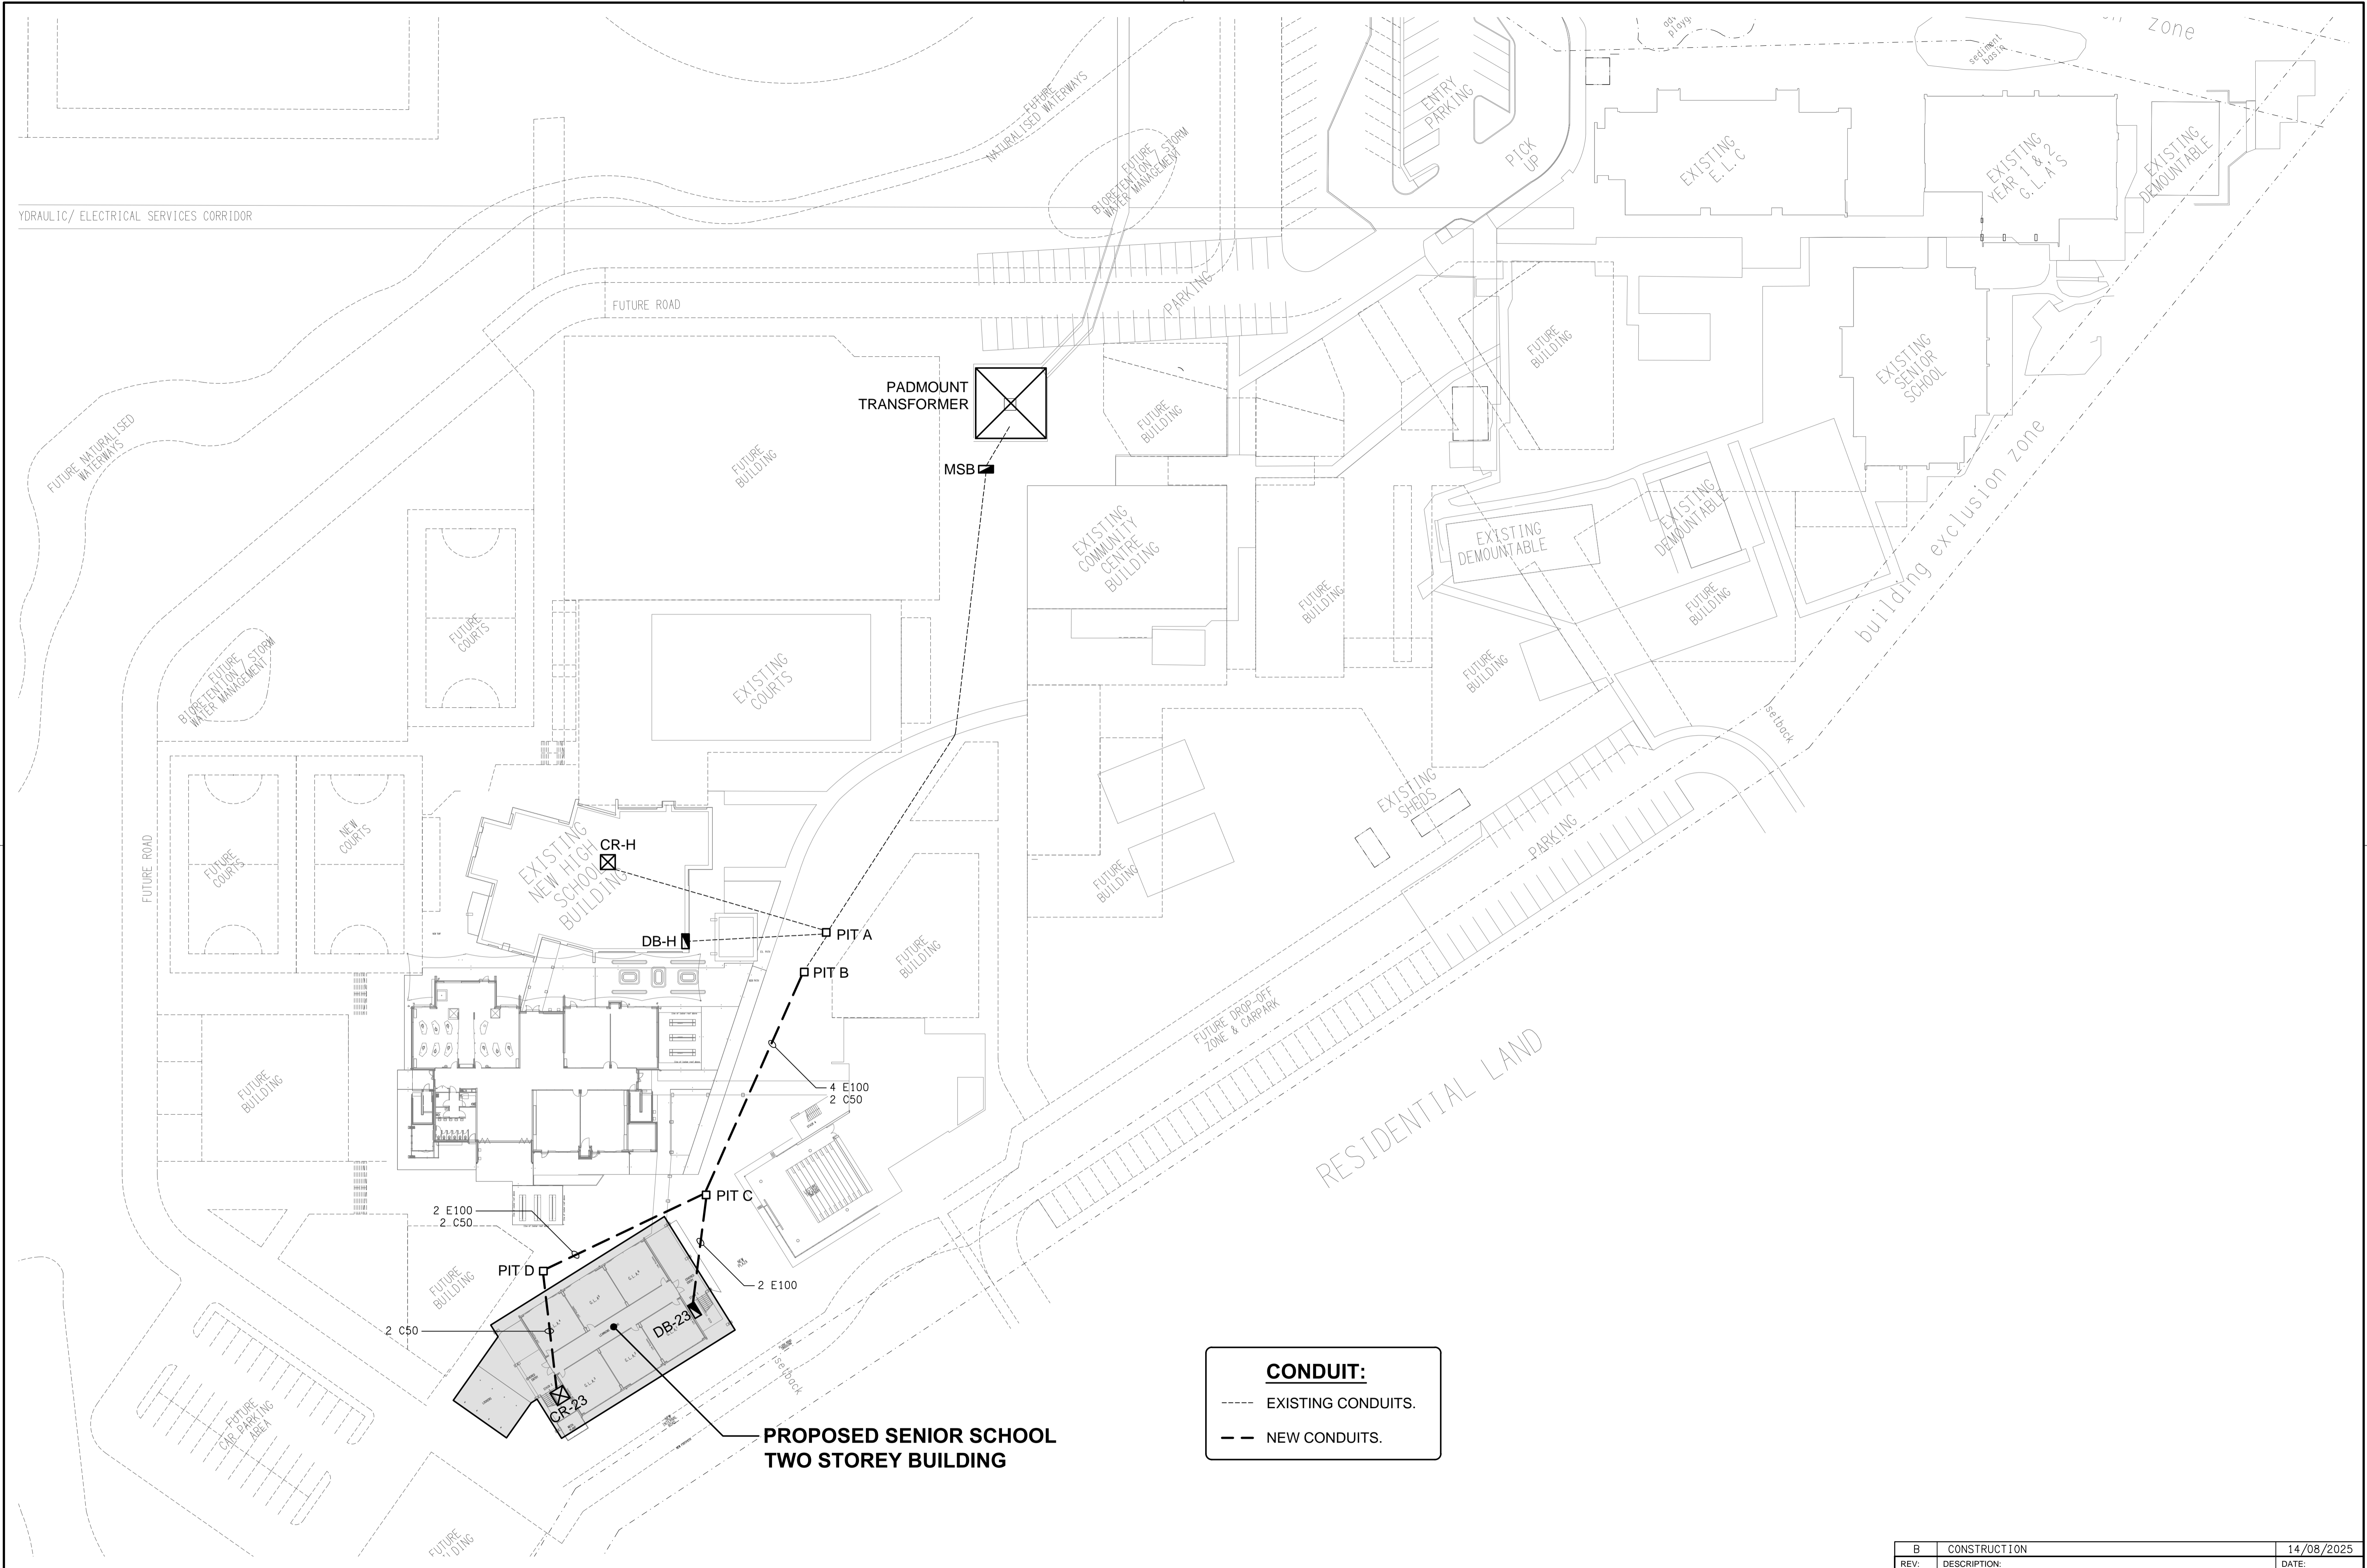 zone
sediment
basin
ENTRY
PARKING
PICK
UP
EXISTING
E.L.C
EXISTING
YEAR 1 & 2
G.L.A'S
EXISTING
DEMOUNTABLE
FUTURE
NATURALISED WATERWAYS
FUTURE
BIORETENTION / STORM
WATER MANAGEMENT
YDRAULIC/ ELECTRICAL SERVICES CORRIDOR
FUTURE ROAD
PARKING
FUTURE
BUILDING
EXISTING
SENIOR
SCHOOL
PADMOUNT
TRANSFORMER
FUTURE
BUILDING
FUTURE NATURALISED
WATERWAYS
FUTURE
BUILDING
MSB
EXISTING
COMMUNITY
CENTRE
BUILDING
EXISTING
DEMOUNTABLE
EXISTING
DEMOUNTABLE
building exclusion zone
FUTURE
BUILDING
FUTURE
BUILDING
FUTURE
BUILDING
FUTURE
COURTS
FUTURE
BIORETENTION / STORM
WATER MANAGEMENT
EXISTING
COURTS
setback
EXISTING
SHEDS
PARKING
FUTURE ROAD
FUTURE
COURTS
NEW
COURTS
CR-H
EXISTING
NEW HIGH
SCHOOL
BUILDING
FUTURE
BUILDING
DB-H
PIT A
PIT B
FUTURE
BUILDING
FUTURE DROP-OFF
ZONE & CARPARK
RESIDENTIAL LAND
FUTURE
BUILDING
4 E100
2 C50
PIT C
2 E100
2 C50
PIT D
2 E100
FUTURE
BUILDING
2 C50
G.L.A
G.L.A
G.L.A
G.L.A
DB-23
CR-23
setback
FUTURE
CAR PARKING
AREA
PROPOSED SENIOR SCHOOL
TWO STOREY BUILDING
CONDUIT:
EXISTING CONDUITS.
NEW CONDUITS.
FUTURE
B CONSTRUCTION 14/08/2025
REV: DESCRIPTION: DATE: